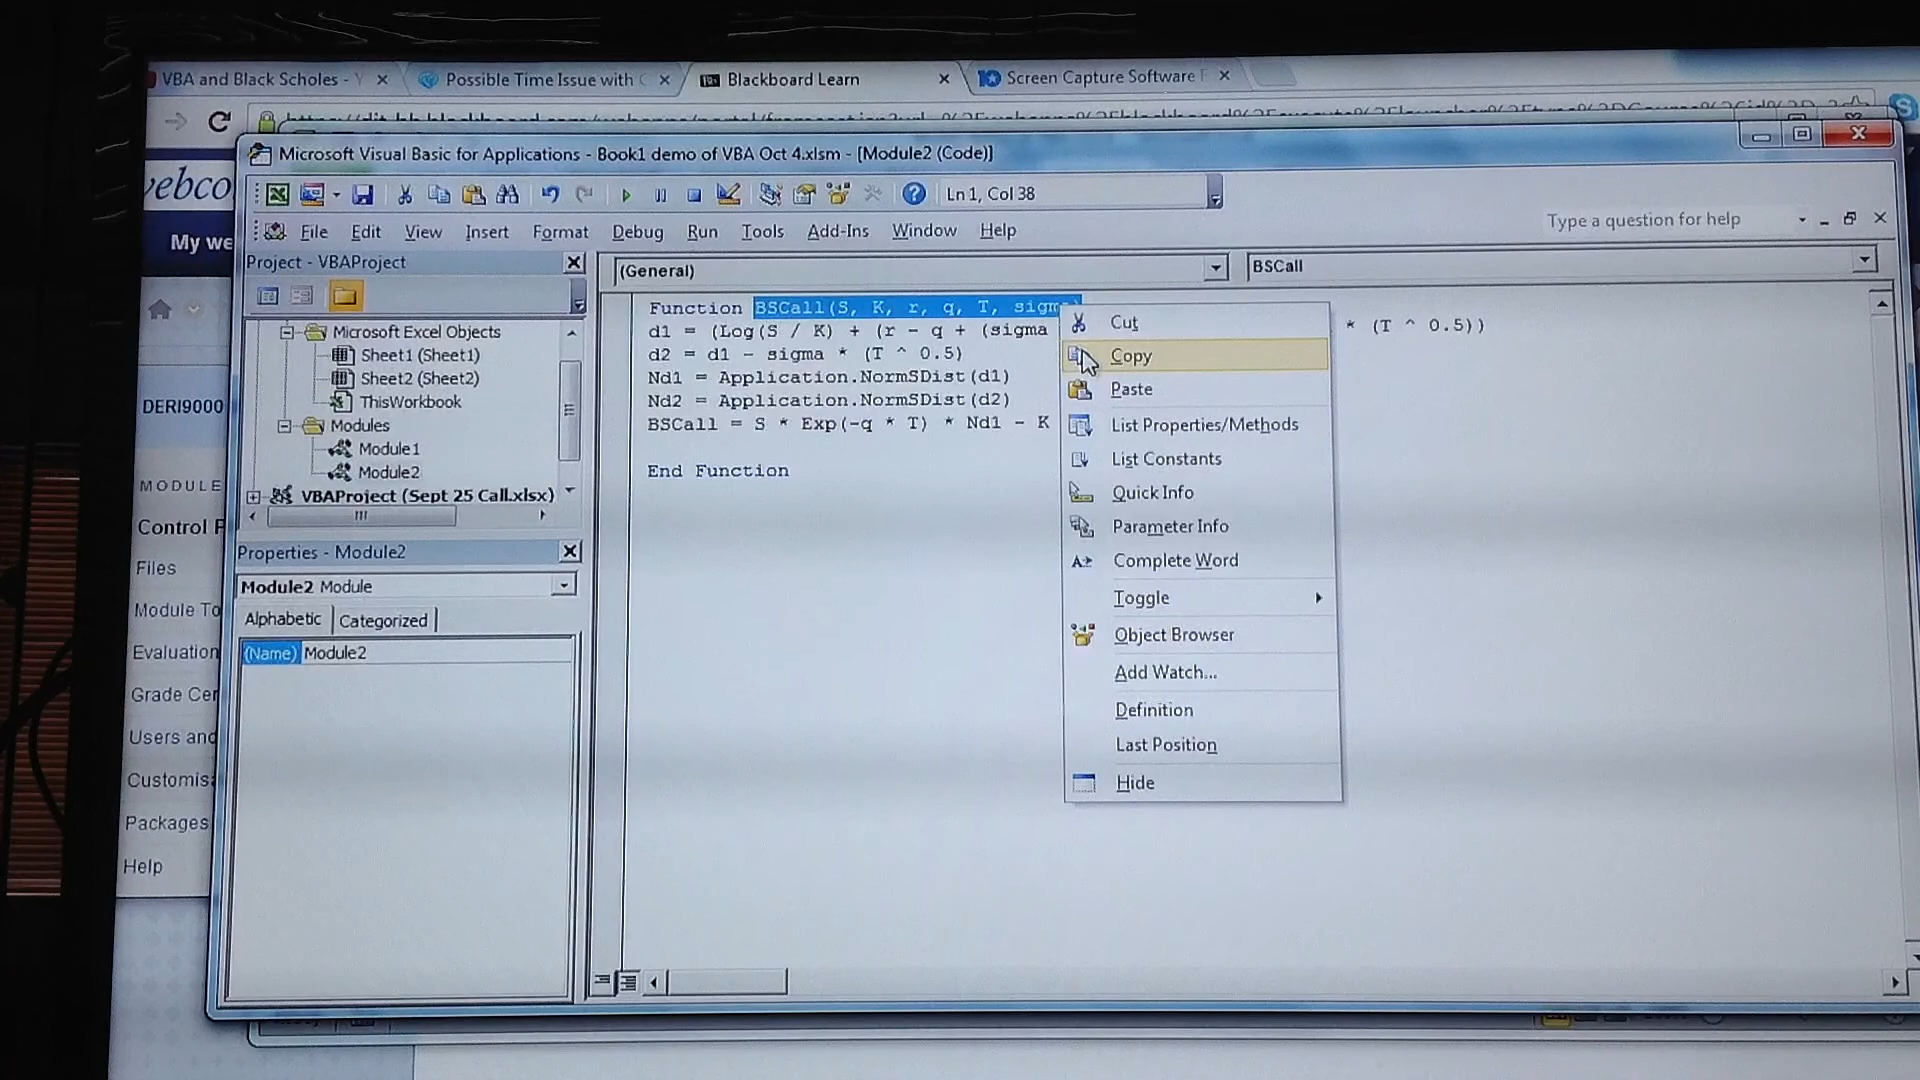 VBA and Black Scholes - Y
Possible Time Issue with C
Blackboard Learn
Screen Capture Software F
Microsoft Visual Basic for Applications - Book1 demo of VBA Oct 4.xlsm - [Module2 (Code)]
Ln 1, Col 38
File Edit View Insert Format Debug Run Tools Add-Ins Window Help
Type a question for help
My we
Project - VBAProject
(General)
BSCall
Microsoft Excel Objects
Sheet1 (Sheet1)
Sheet2 (Sheet2)
ThisWorkbook
Modules
Module1
Module2
VBAProject (Sept 25 Call.xlsx)
Function BSCall(S, K, r, q, T, sigma)
d1 = (Log(S / K) + (r - q + (sigma
* (T ^ 0.5))
d2 = d1 - sigma * (T ^ 0.5)
Nd1 = Application.NormSDist(d1)
Nd2 = Application.NormSDist(d2)
BSCall = S * Exp(-q * T) * Nd1 - K
End Function
Cut
Copy
Paste
List Properties/Methods
List Constants
Quick Info
Parameter Info
Complete Word
Toggle
Object Browser
Add Watch...
Definition
Last Position
Hide
Properties - Module2
Module2 Module
Alphabetic
Categorized
(Name) Module2
DERI9000
MODULE
Control P
Files
Module To
Evaluation
Grade Cen
Users and
Customisa
Packages
Help